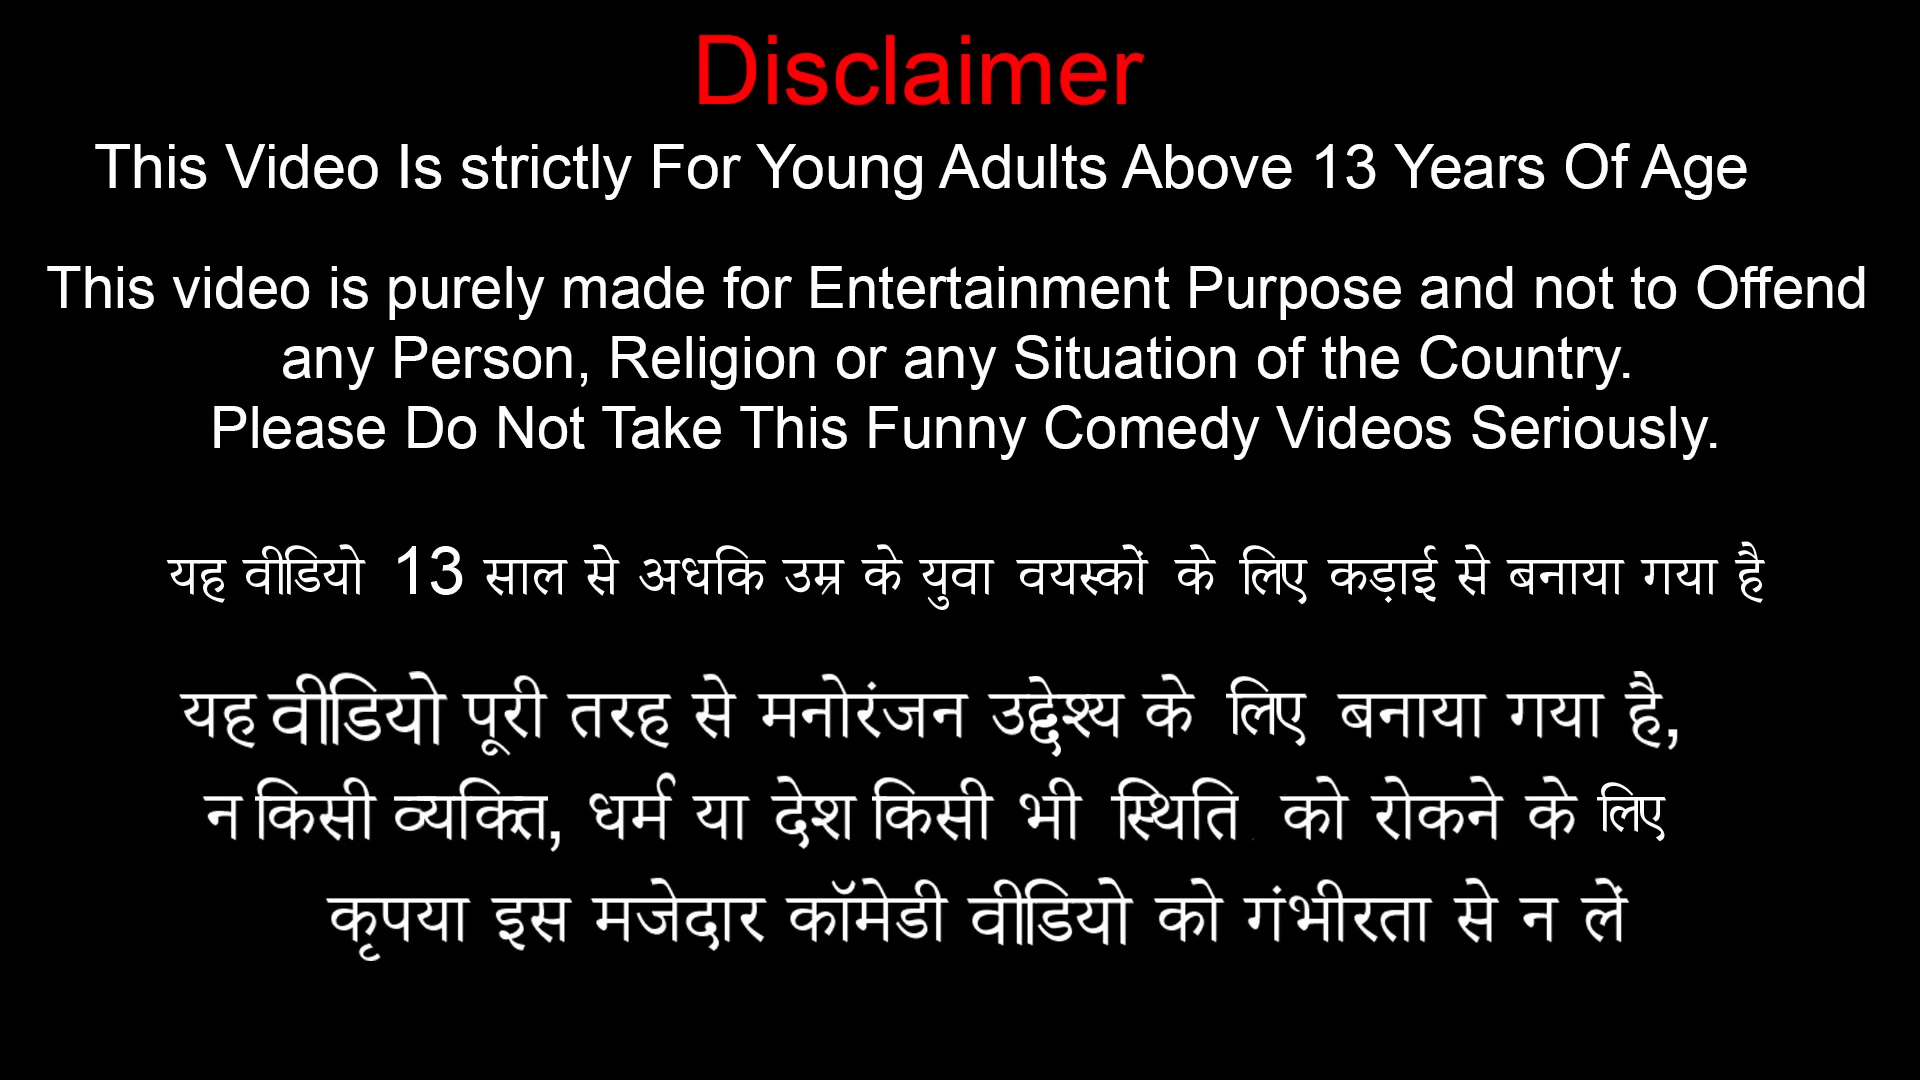 Disclaimer
This Video Is strictly For Young Adults Above 13 Years Of Age
This video is purely made for Entertainment Purpose and not to Offend
any Person, Religion or any Situation of the Country.
Please Do Not Take This Funny Comedy Videos Seriously.
यह वीडियो 13 साल से अधकि उम्र के युवा वयस्कों के लिए कड़ाई से बनाया गया है
यह वीडियो पूरी तरह से मनोरंजन उद्देश्य के लिए बनाया गया है,
न किसी व्यक्ति, धर्म या देश किसी भी स्थिति को रोकने के लिए
कृपया इस मजेदार कॉमेडी वीडियो को गंभीरता से न लें